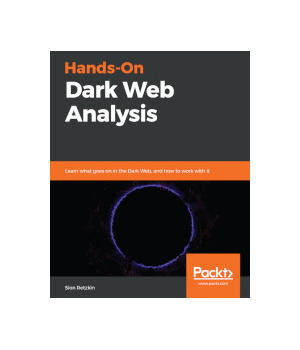 Hands-On
Dark Web
Analysis
Learn what goes on in the Dark Web, and how to work with it
Packt>
www.packt.com
Sion Retzkin